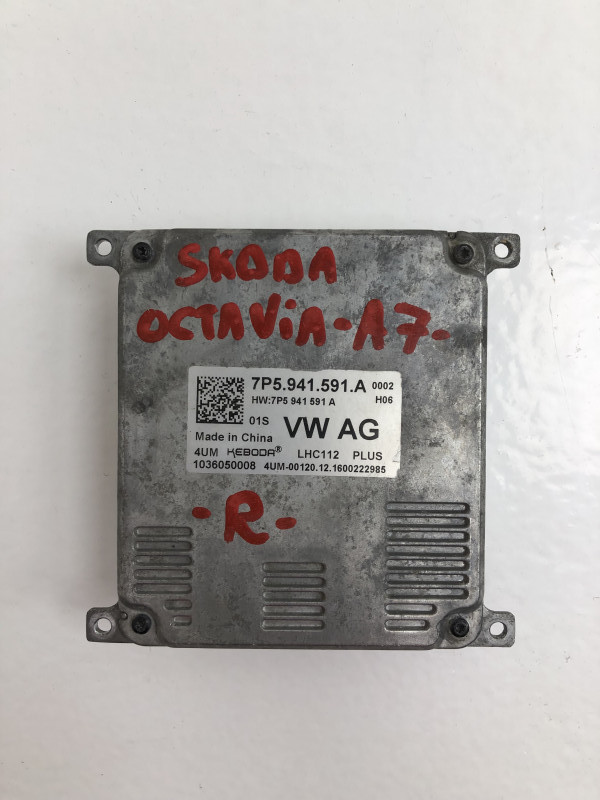 SKODA
OCTAViA-A7-
7P5.941.591.A 0002
HW:7P5 941 591 A H06
01S VW AG
Made in China
4UM KEBODA® LHC112 PLUS
1036050008 4UM-00120.12.1600222985
-R-